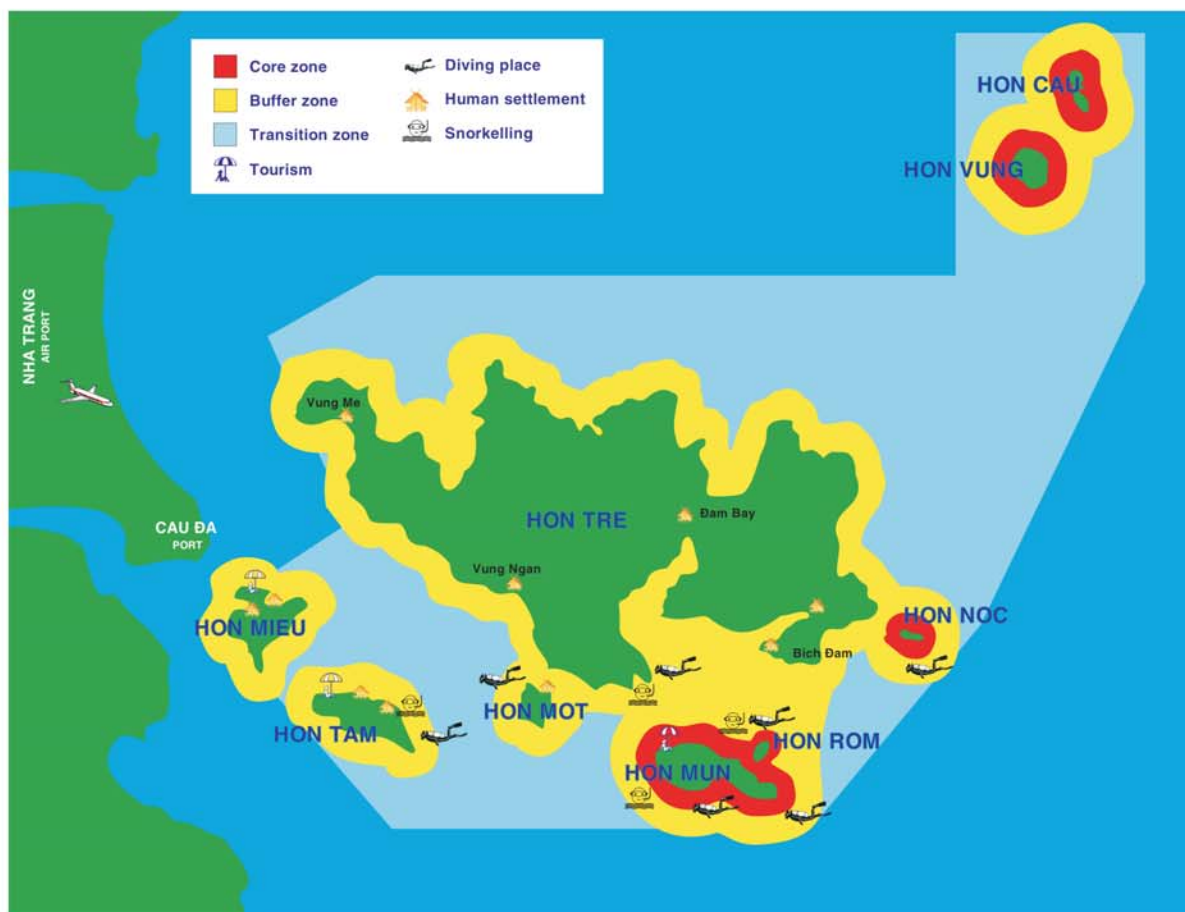 Core zone
Buffer zone
Transition zone
Tourism
Diving place
Human settlement
Snorkelling
HON CAU
HON VUNG
NHA TRANG
AIR PORT
Vung Me
HON TRE
Đam Bay
CAU ĐA
PORT
Vung Ngan
HON MIEU
HON NOC
Bich Đam
HON MOT
HON TAM
HON ROM
HON MUN